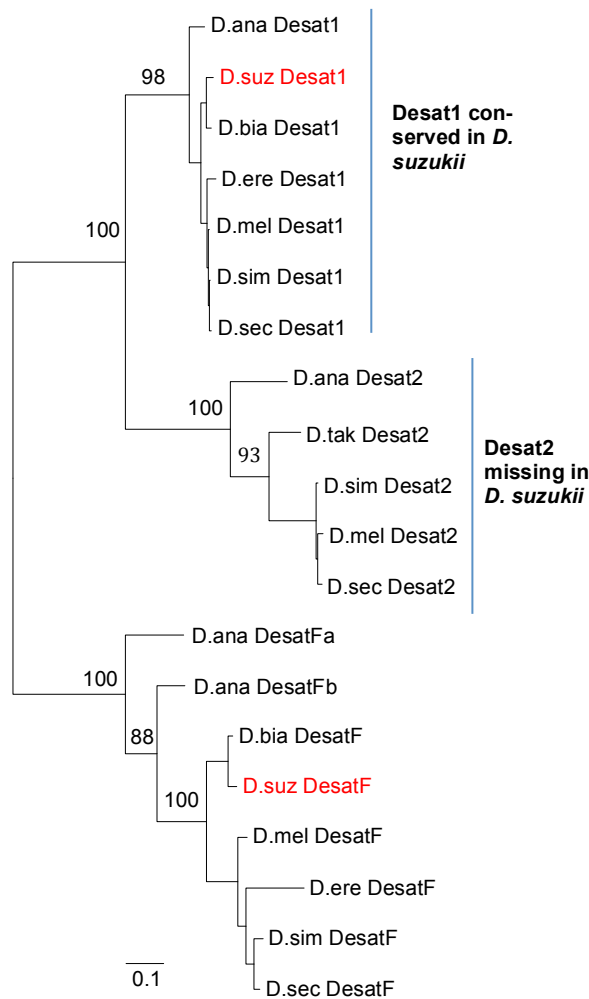 D.ana Desat1
98
D.suz Desat1
D.bia Desat1
Desat1 con-
served in D.
suzukii
D.ere Desat1
D.mel Desat1
100
D.sim Desat1
D.sec Desat1
D.ana Desat2
100
D.tak Desat2
93
Desat2
missing in
D. suzukii
D.sim Desat2
D.mel Desat2
D.sec Desat2
D.ana DesatFa
100
D.ana DesatFb
88
D.bia DesatF
D.suz DesatF
100
D.mel DesatF
D.ere DesatF
D.sim DesatF
0.1
D.sec DesatF